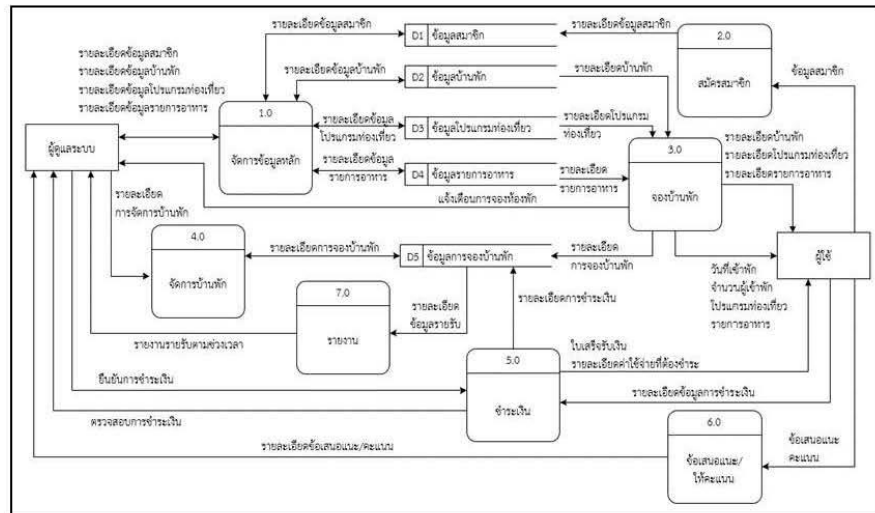 รายละเอียดข้อมูลสมาชิก
รายละเอียดข้อมูลบ้านพัก
รายละเอียดข้อมูลโปรแกรมท่องเที่ยว
รายละเอียดข้อมูลรายการอาหาร
รายละเอียดข้อมูลสมาชิก
D1 ข้อมูลสมาชิก
รายละเอียดข้อมูลสมาชิก
2.0
สมัครสมาชิก
ข้อมูลสมาชิก
รายละเอียดข้อมูลบ้านพัก
D2 ข้อมูลบ้านพัก
รายละเอียดบ้านพัก
ผู้ดูแลระบบ
1.0
จัดการข้อมูลหลัก
รายละเอียดข้อมูล
โปรแกรมท่องเที่ยว
D3 ข้อมูลโปรแกรมท่องเที่ยว
รายละเอียดโปรแกรม
ท่องเที่ยว
รายละเอียดข้อมูล
รายการอาหาร
D4 ข้อมูลรายการอาหาร
รายละเอียด
รายการอาหาร
3.0
จองบ้านพัก
รายละเอียดบ้านพัก
รายละเอียดโปรแกรมท่องเที่ยว
รายละเอียดรายการอาหาร
แจ้งเตือนการจองห้องพัก
รายละเอียด
การจัดการบ้านพัก
4.0
จัดการบ้านพัก
รายละเอียดการจองบ้านพัก
D5 ข้อมูลการจองบ้านพัก
รายละเอียด
การจองบ้านพัก
วันที่เข้าพัก
จำนวนผู้เข้าพัก
โปรแกรมท่องเที่ยว
รายการอาหาร
ผู้ใช้
7.0
รายงาน
รายละเอียด
ข้อมูลรายรับ
รายละเอียดการชำระเงิน
รายงานรายรับตามช่วงเวลา
5.0
ชำระเงิน
ใบเสร็จรับเงิน
รายละเอียดค่าใช้จ่ายที่ต้องชำระ
ยืนยันการชำระเงิน
รายละเอียดข้อมูลการชำระเงิน
ตรวจสอบการชำระเงิน
6.0
ข้อเสนอแนะ/
ให้คะแนน
ข้อเสนอแนะ
คะแนน
รายละเอียดข้อเสนอแนะ/คะแนน